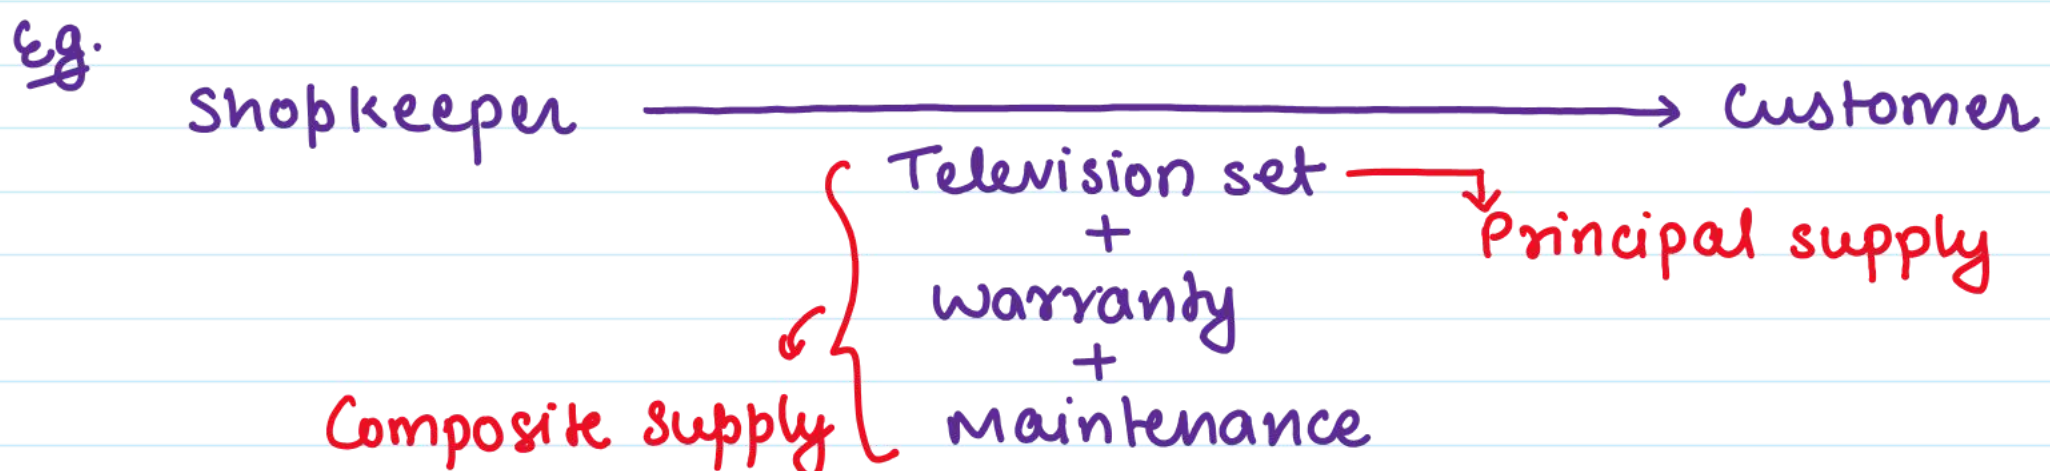 Eg.
Shopkeeper → Customer
Television set → Principal supply
+
Warranty
+
Composite supply Maintenance